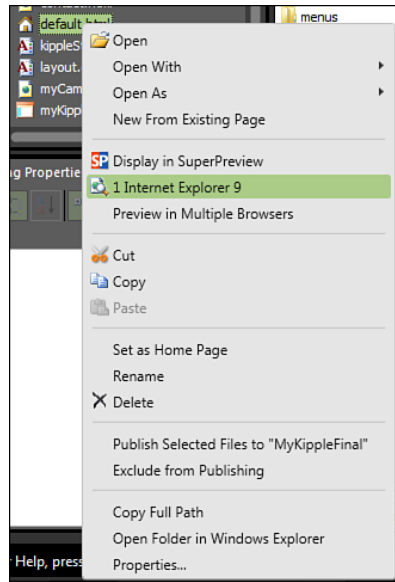 menus
default.html
kippleS
layout.
myCam
myKipp
Open
Open With
Open As
New From Existing Page
ng Propertie
SP Display in SuperPreview
1 Internet Explorer 9
Preview in Multiple Browsers
Cut
Copy
Paste
Set as Home Page
Rename
Delete
Publish Selected Files to "MyKippleFinal"
Exclude from Publishing
Copy Full Path
Open Folder in Windows Explorer
Help, press
Properties...